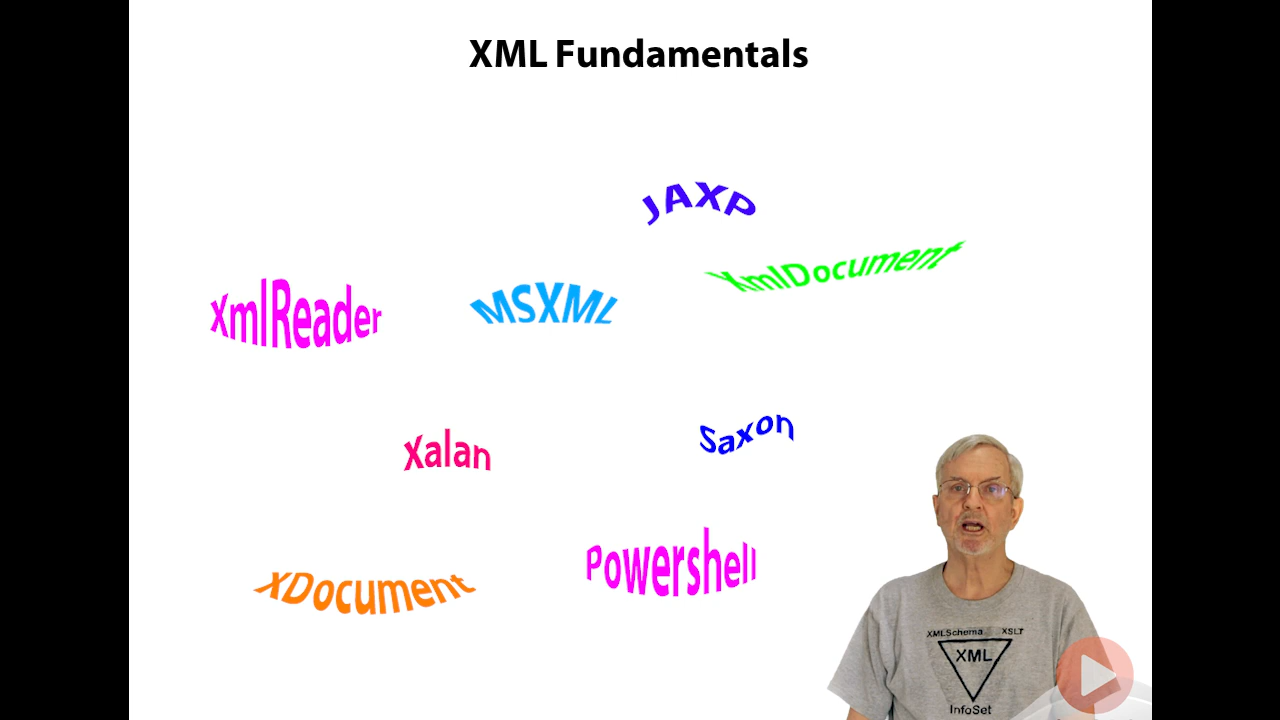 XML Fundamentals
JAXP
XmlDocument
XmlReader
MSXML
Xalan
Saxon
Powershell
XDocument
XMLSchema XSLT
XML
InfoSet